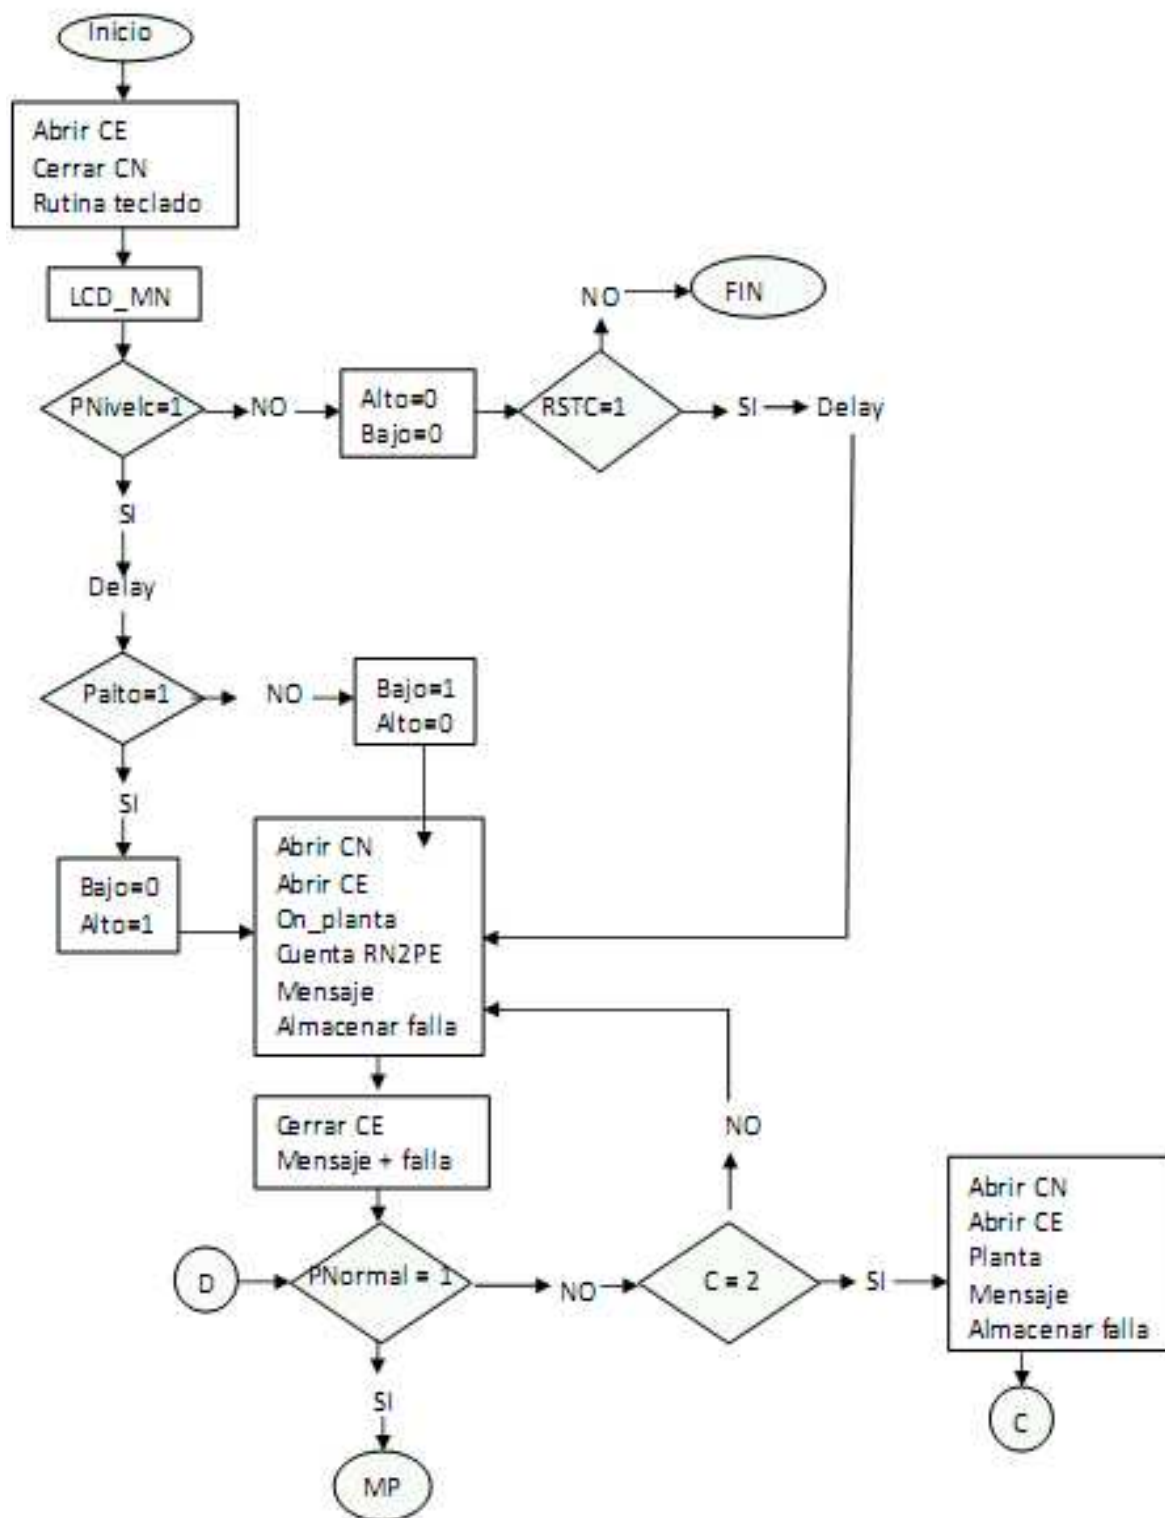 Inicio
Abrir CE
Cerrar CN
Rutina teclado
LCD_MN
NO
FIN
PNivelc=1
NO
Alto=0
Bajo=0
RSTC=1
SI
Delay
SI
Delay
Palto=1
NO
Bajo=1
Alto=0
SI
Bajo=0
Alto=1
Abrir CN
Abrir CE
On_planta
Cuenta RN2PE
Mensaje
Almacenar falla
Cerrar CE
Mensaje + falla
NO
D
PNormal = 1
NO
C = 2
SI
Abrir CN
Abrir CE
Planta
Mensaje
Almacenar falla
SI
C
MP